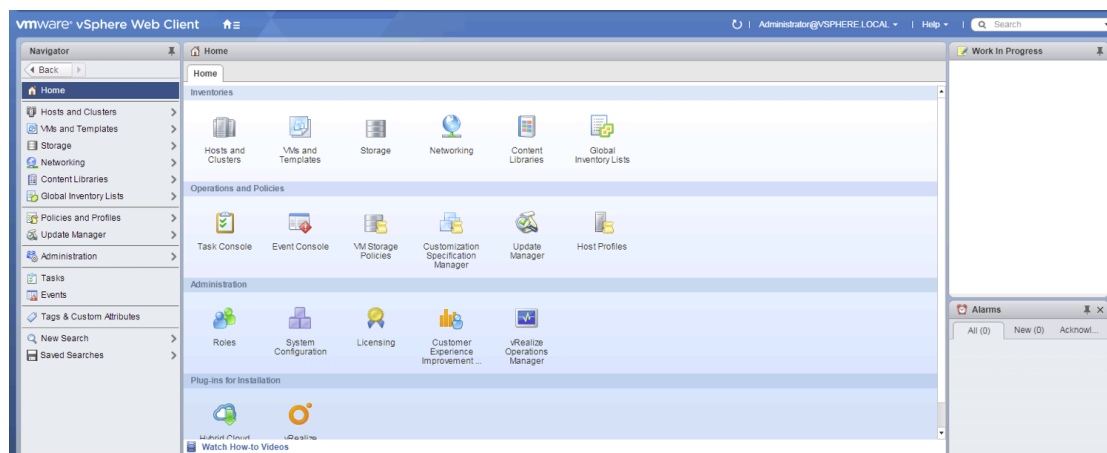 vmware® vSphere Web Client
Administrator@VSPHERE.LOCAL
Help
Search
Navigator
Back
Home
Hosts and Clusters
VMs and Templates
Storage
Networking
Content Libraries
Global Inventory Lists
Policies and Profiles
Update Manager
Administration
Tasks
Events
Tags & Custom Attributes
New Search
Saved Searches
Home
Home
Inventories
Hosts and
Clusters
VMs and
Templates
Storage
Networking
Content
Libraries
Global
Inventory Lists
Operations and Policies
Task Console
Event Console
VM Storage
Policies
Customization
Specification
Manager
Update
Manager
Host Profiles
Administration
Roles
System
Configuration
Licensing
Customer
Experience
Improvement ...
vRealize
Operations
Manager
Plug-ins for Installation
Hybrid Cloud
vRealize
Watch How-to Videos
Work In Progress
Alarms
All (0)
New (0)
Acknowl...